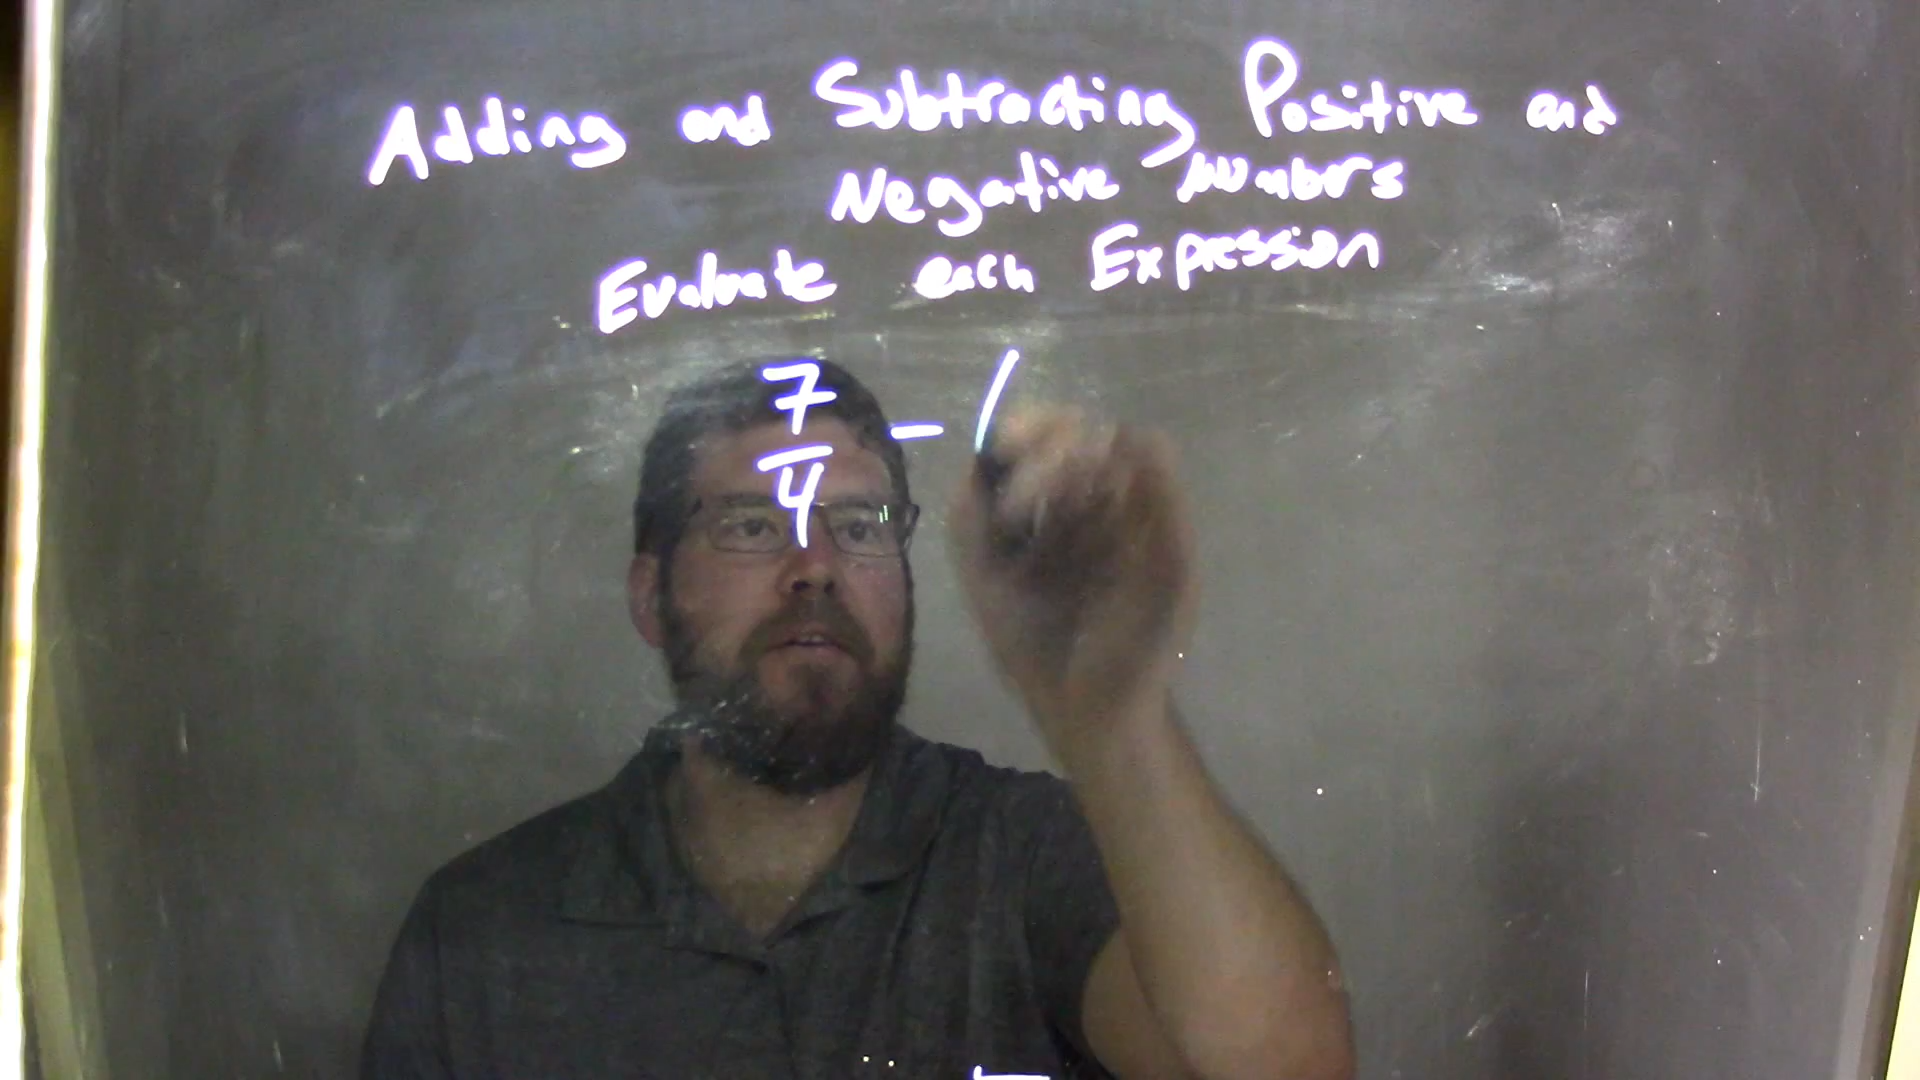 Adding and Subtracting Positive and
Negative Numbers
Evaluate each Expression
7
4
- (